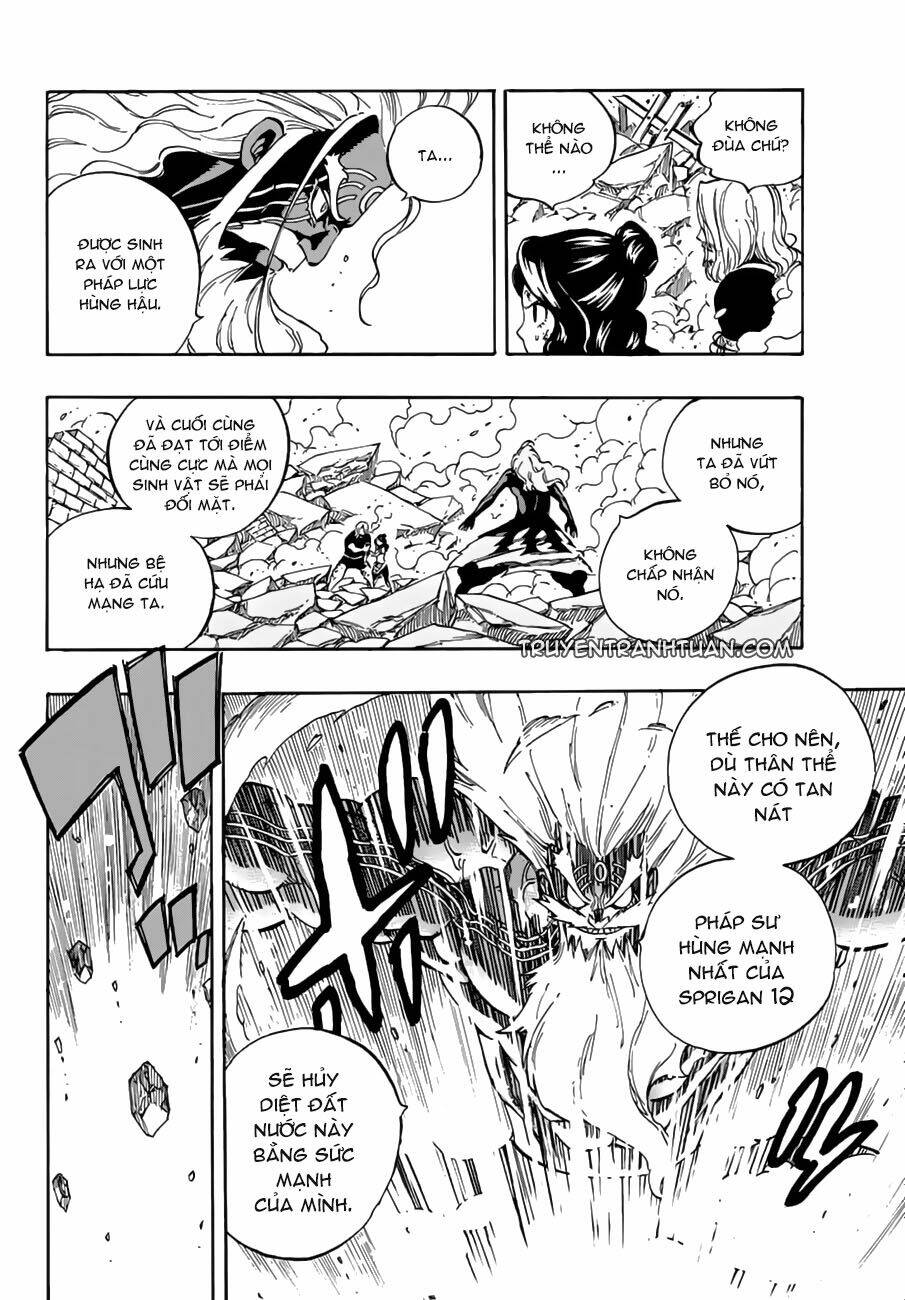 KHÔNG
ĐÙA CHỨ?
KHÔNG
THỂ NÀO
...
TA...
ĐƯỢC SINH
RA VỚI MỘT
PHÁP LỰC
HÙNG HẬU.
NHƯNG
TA ĐÃ VỨT
BỎ NÓ,
KHÔNG
CHẤP NHẬN
NÓ.
VÀ CUỐI CÙNG
ĐÃ ĐẠT TỚI ĐIỂM
CÙNG CỰC MÀ MỌI
SINH VẬT SẼ PHẢI
ĐỐI MẶT.
NHƯNG BỆ
HẠ ĐÃ CỨU
MẠNG TA.
TRUYENTRANHTUAN.COM
THẾ CHO NÊN,
DÙ THÂN THỂ
NÀY CÓ TAN
NÁT
PHÁP SƯ
HÙNG MẠNH
NHẤT CỦA
SPRIGAN 12
SẼ HỦY
DIỆT ĐẤT
NƯỚC NÀY
BẰNG SỨC
MẠNH
CỦA MÌNH.